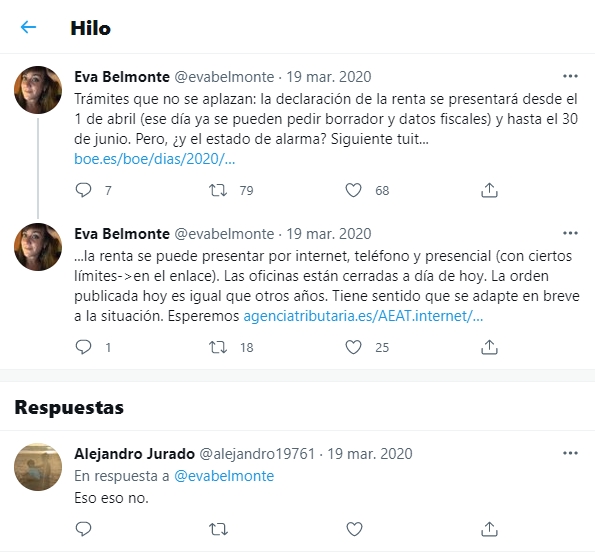 Hilo
Eva Belmonte @evabelmonte · 19 mar. 2020
Trámites que no se aplazan: la declaración de la renta se presentará desde el
1 de abril (ese día ya se pueden pedir borrador y datos fiscales) y hasta el 30
de junio. Pero, ¿y el estado de alarma? Siguiente tuit...
boe.es/boe/dias/2020/...
7 79 68
Eva Belmonte @evabelmonte · 19 mar. 2020
...la renta se puede presentar por internet, teléfono y presencial (con ciertos
límites->en el enlace). Las oficinas están cerradas a día de hoy. La orden
publicada hoy es igual que otros años. Tiene sentido que se adapte en breve
a la situación. Esperemos agenciatributaria.es/AEAT.internet/...
1 18 25
Respuestas
Alejandro Jurado @alejandro19761 · 19 mar. 2020
En respuesta a @evabelmonte
Eso eso no.